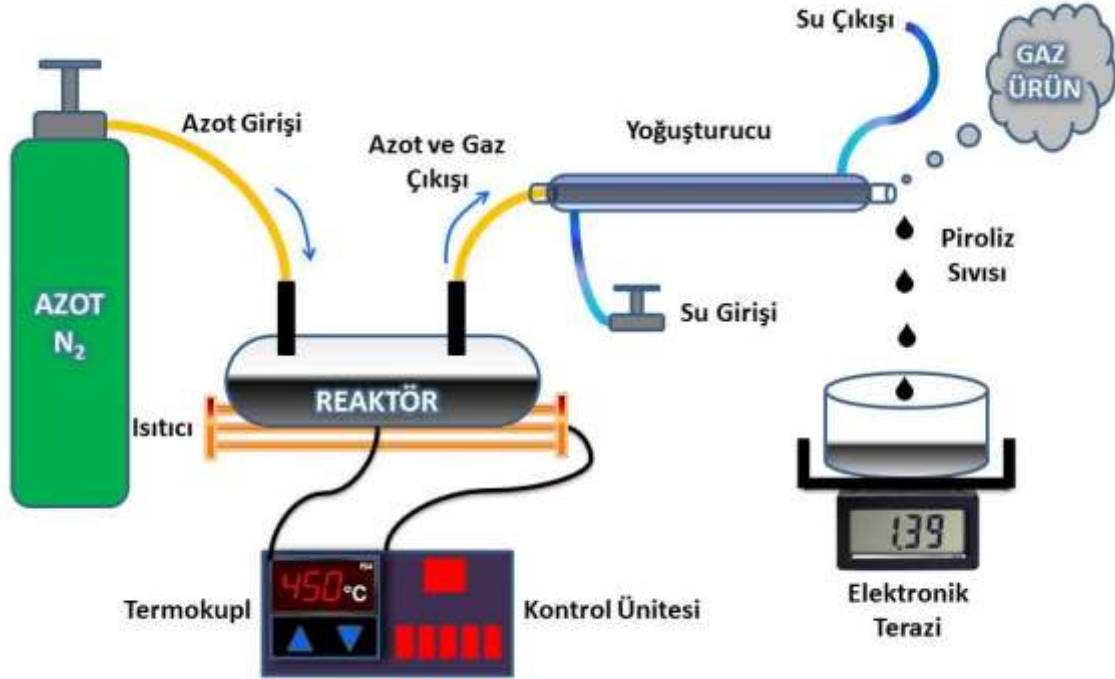 Su Çıkışı
GAZ
ÜRÜN
Azot Girişi
Azot ve Gaz
Çıkışı
Yoğuşturucu
Piroliz
Sıvısı
Su Girişi
AZOT
N₂
REAKTÖR
Isıtıcı
450 °C
1.39
Termokupl
Kontrol Ünitesi
Elektronik
Terazi